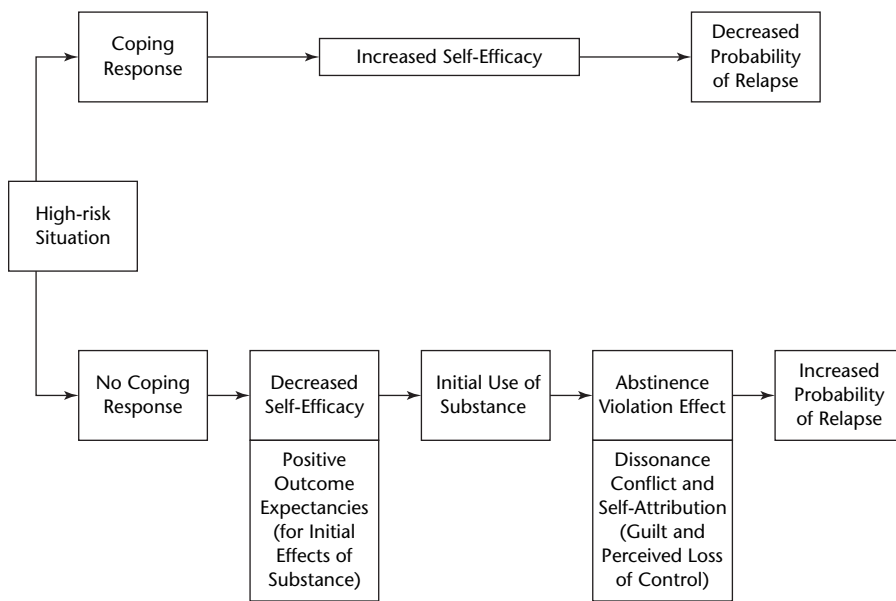 Coping
Response
Increased Self-Efficacy
Decreased
Probability
of Relapse
High-risk
Situation
No Coping
Response
Decreased
Self-Efficacy
Positive
Outcome
Expectancies
(for Initial
Effects of
Substance)
Initial Use of
Substance
Abstinence
Violation Effect
Dissonance
Conflict and
Self-Attribution
(Guilt and
Perceived Loss
of Control)
Increased
Probability
of Relapse